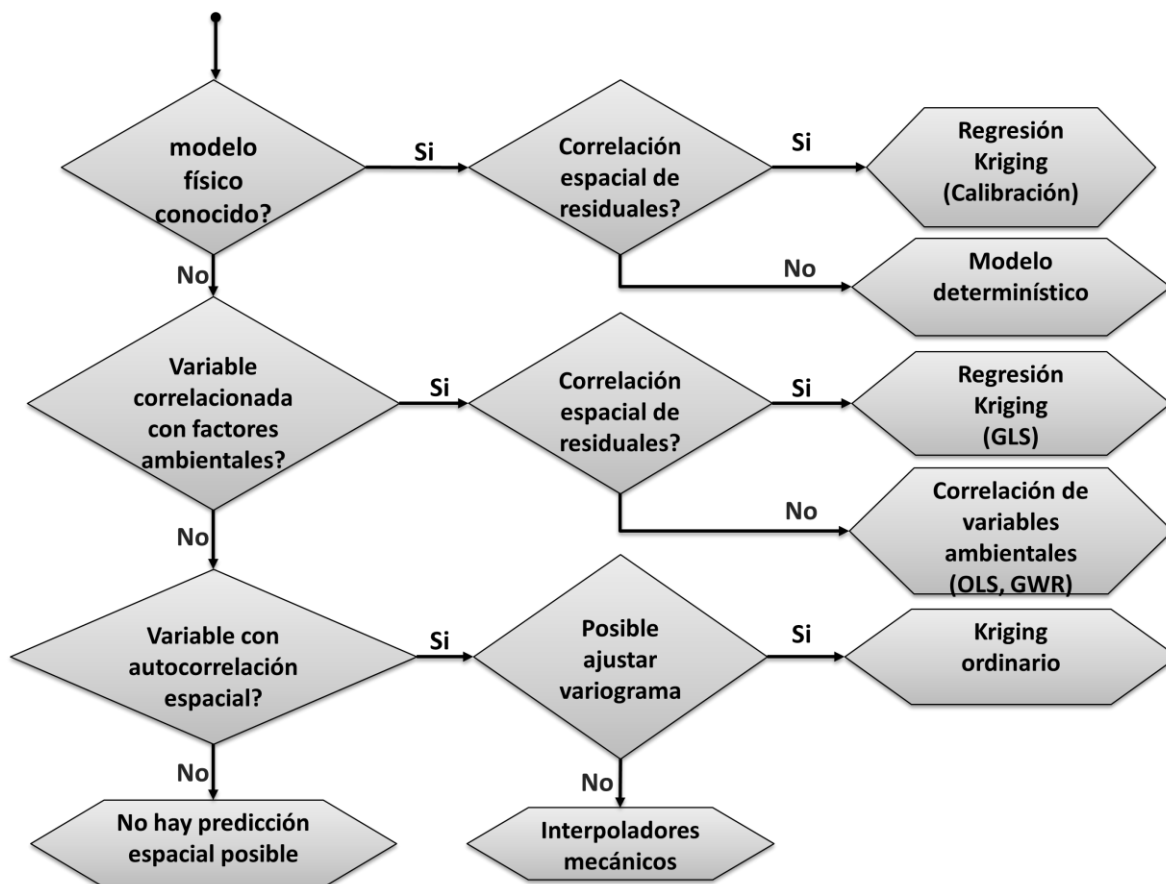 modelo
físico
conocido?
Si
Correlación
espacial de
residuales?
Si
Regresión
Kriging
(Calibración)
No
No
Modelo
determinístico
Variable
correlacionada
con factores
ambientales?
Si
Correlación
espacial de
residuales?
Si
Regresión
Kriging
(GLS)
No
No
Correlación de
variables
ambientales
(OLS, GWR)
Variable con
autocorrelación
espacial?
Si
Posible
ajustar
variograma
Si
Kriging
ordinario
No
No
No hay predicción
espacial posible
Interpoladores
mecánicos